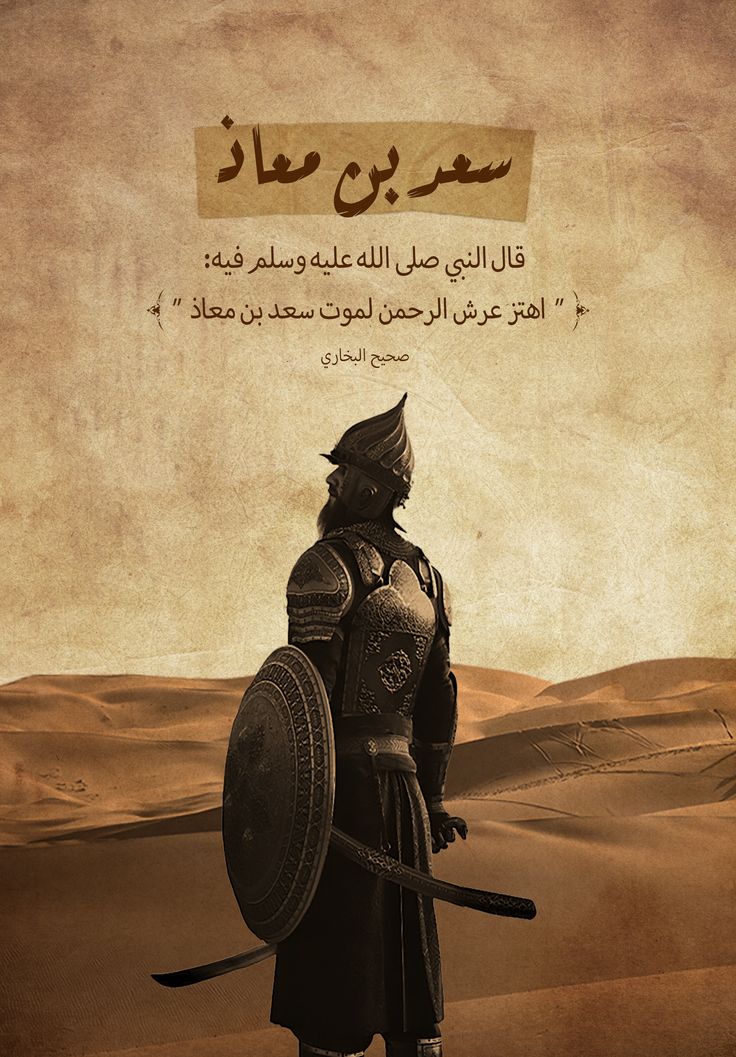 سعد بن معاذ
قال النبي صلى الله عليه وسلم فيه:
﴿ " اهتز عرش الرحمن لموت سعد بن معاذ " ﴾
صحيح البخاري